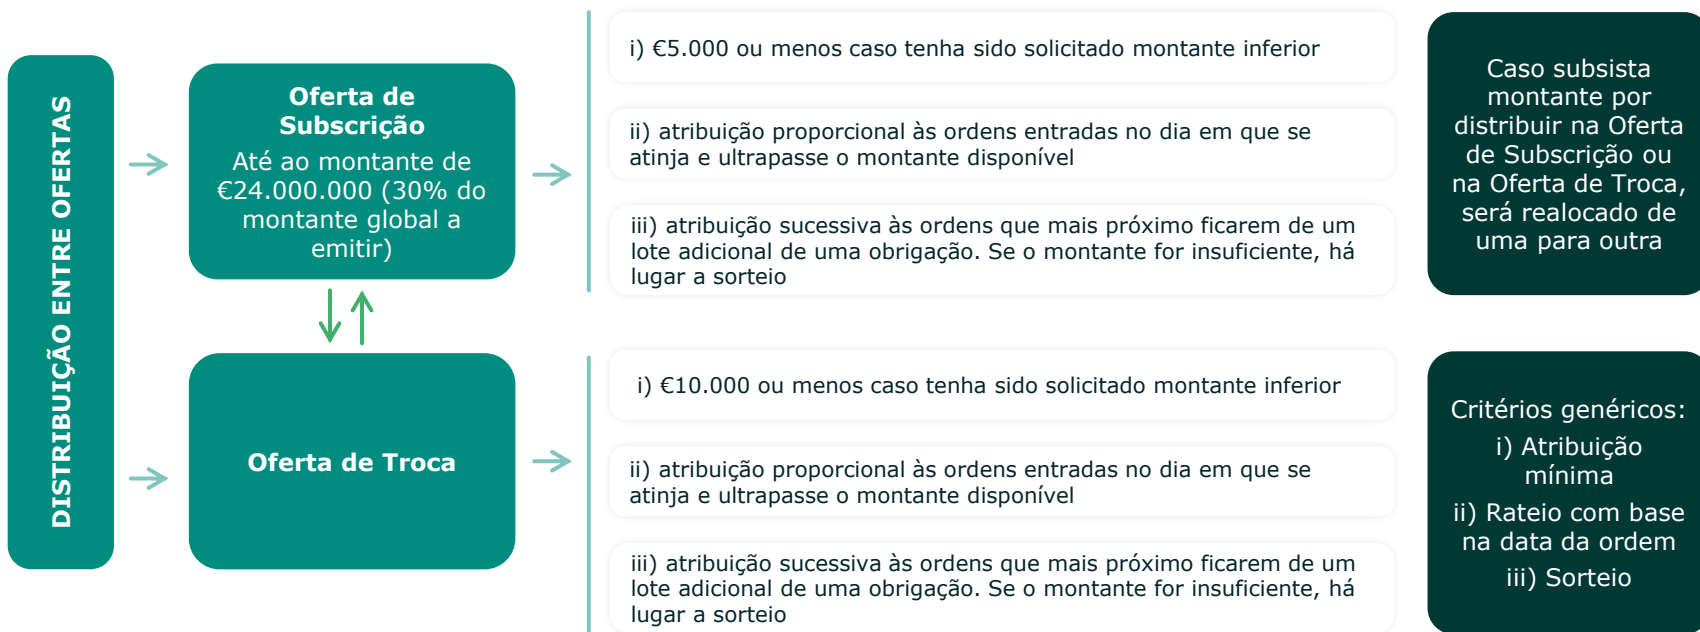 DISTRIBUIÇÃO ENTRE OFERTAS
Oferta de
Subscrição
Até ao montante de
€24.000.000 (30% do
montante global a
emitir)
i) €5.000 ou menos caso tenha sido solicitado montante inferior
ii) atribuição proporcional às ordens entradas no dia em que se
atinja e ultrapasse o montante disponível
iii) atribuição sucessiva às ordens que mais próximo ficarem de um
lote adicional de uma obrigação. Se o montante for insuficiente, há
lugar a sorteio
Caso subsista
montante por
distribuir na Oferta
de Subscrição ou
na Oferta de Troca,
será realocado de
uma para outra
Oferta de Troca
i) €10.000 ou menos caso tenha sido solicitado montante inferior
ii) atribuição proporcional às ordens entradas no dia em que se
atinja e ultrapasse o montante disponível
iii) atribuição sucessiva às ordens que mais próximo ficarem de um
lote adicional de uma obrigação. Se o montante for insuficiente, há
lugar a sorteio
Critérios genéricos:
i) Atribuição
mínima
ii) Rateio com base
na data da ordem
iii) Sorteio